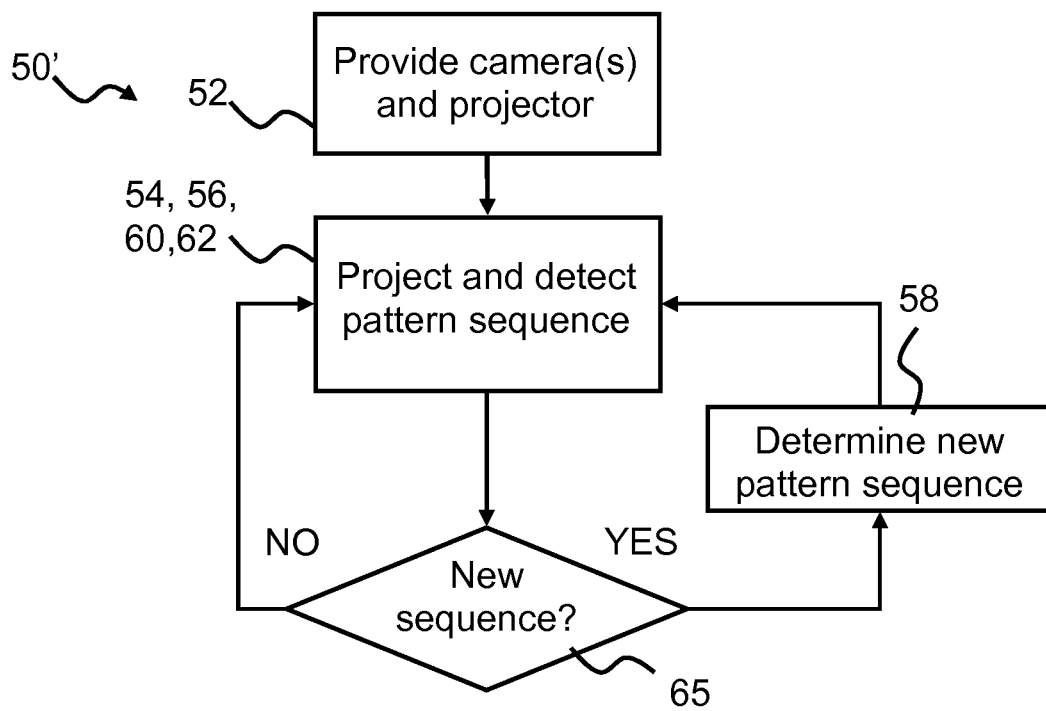 50’
52
Provide camera(s)
and projector
54, 56,
60,62
Project and detect
pattern sequence
58
Determine new
pattern sequence
NO
YES
New
sequence?
65